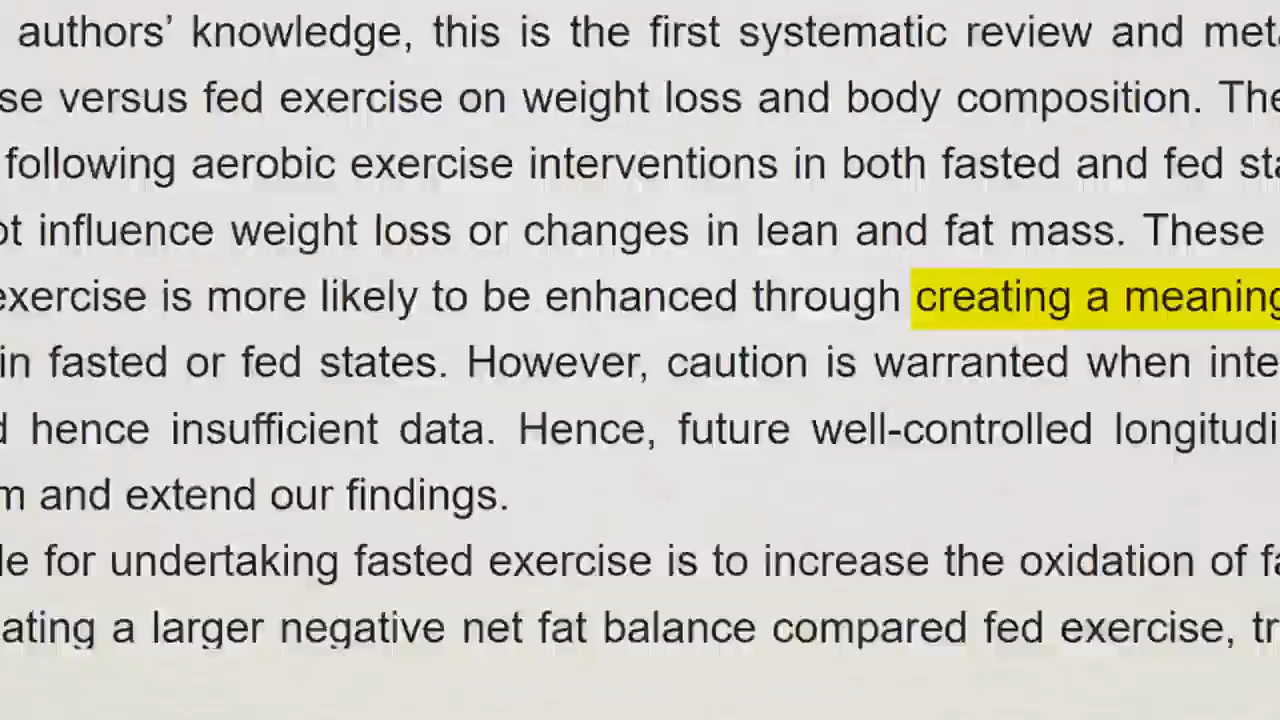 authors’ knowledge, this is the first systematic review and meta
se versus fed exercise on weight loss and body composition. The
following aerobic exercise interventions in both fasted and fed sta
ot influence weight loss or changes in lean and fat mass. These
exercise is more likely to be enhanced through creating a meaning
in fasted or fed states. However, caution is warranted when inte
d hence insufficient data. Hence, future well-controlled longitudi
m and extend our findings.
le for undertaking fasted exercise is to increase the oxidation of fa
ating a larger negative net fat balance compared fed exercise, tr